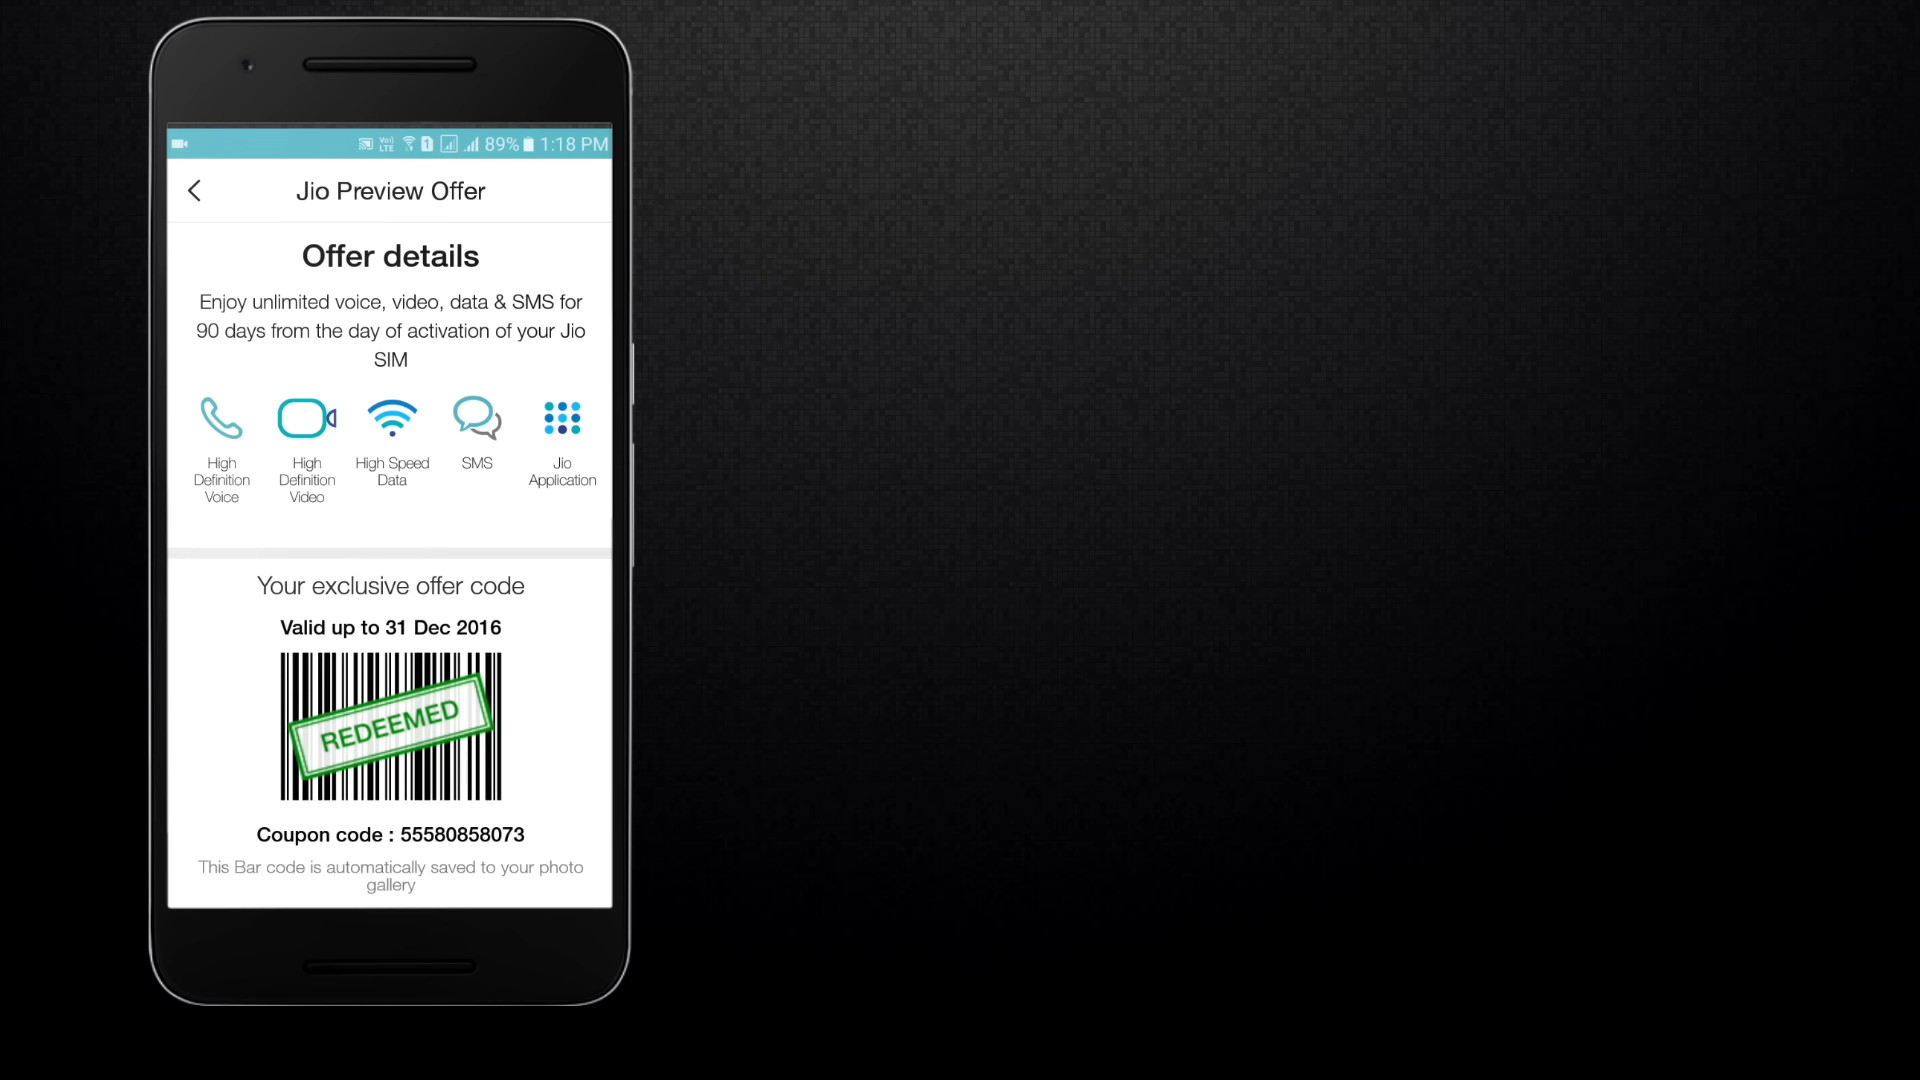 Vo))
LTE
1
89%
1:18 PM
Jio Preview Offer
Offer details
Enjoy unlimited voice, video, data & SMS for
90 days from the day of activation of your Jio
SIM
High
Definition
Voice
High
Definition
Video
High Speed
Data
SMS
Jio
Application
Your exclusive offer code
Valid up to 31 Dec 2016
REDEEMED
Coupon code : 55580858073
This Bar code is automatically saved to your photo
gallery